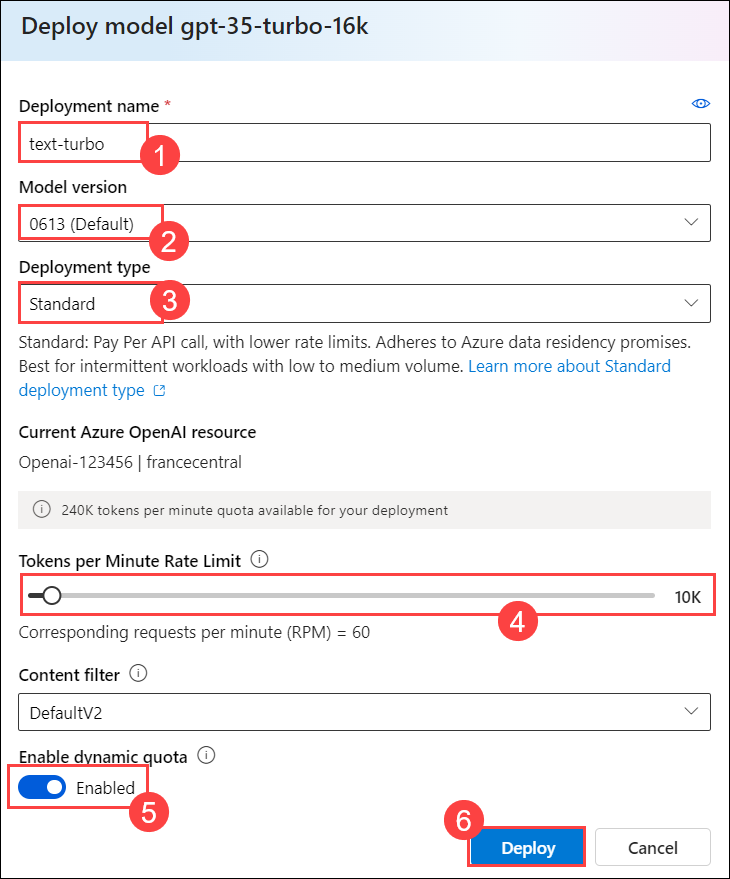 Deploy model gpt-35-turbo-16k
Deployment name *
text-turbo
1
Model version
0613 (Default)
2
Deployment type
Standard
3
Standard: Pay Per API call, with lower rate limits. Adheres to Azure data residency promises.
Best for intermittent workloads with low to medium volume. Learn more about Standard
deployment type
Current Azure OpenAI resource
Openai-123456 | francecentral
240K tokens per minute quota available for your deployment
Tokens per Minute Rate Limit
10K
4
Corresponding requests per minute (RPM) = 60
Content filter
DefaultV2
Enable dynamic quota
Enabled
5
6
Deploy
Cancel